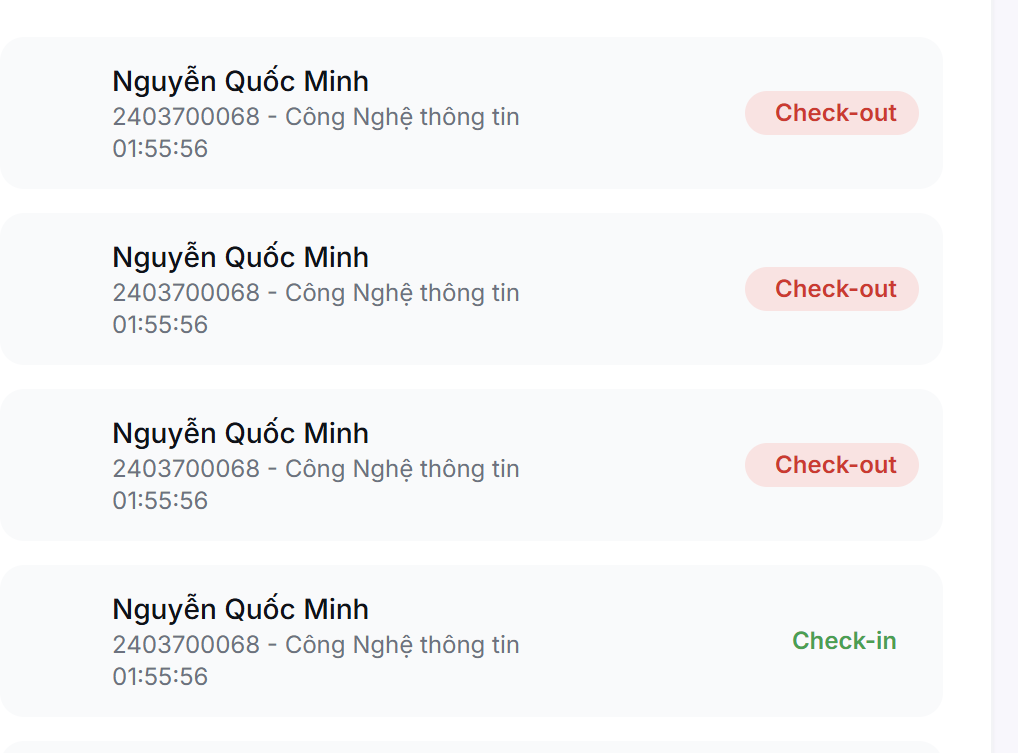 Nguyễn Quốc Minh
2403700068 - Công Nghệ thông tin
01:55:56
Check-out
Nguyễn Quốc Minh
2403700068 - Công Nghệ thông tin
01:55:56
Check-out
Nguyễn Quốc Minh
2403700068 - Công Nghệ thông tin
01:55:56
Check-out
Nguyễn Quốc Minh
2403700068 - Công Nghệ thông tin
01:55:56
Check-in